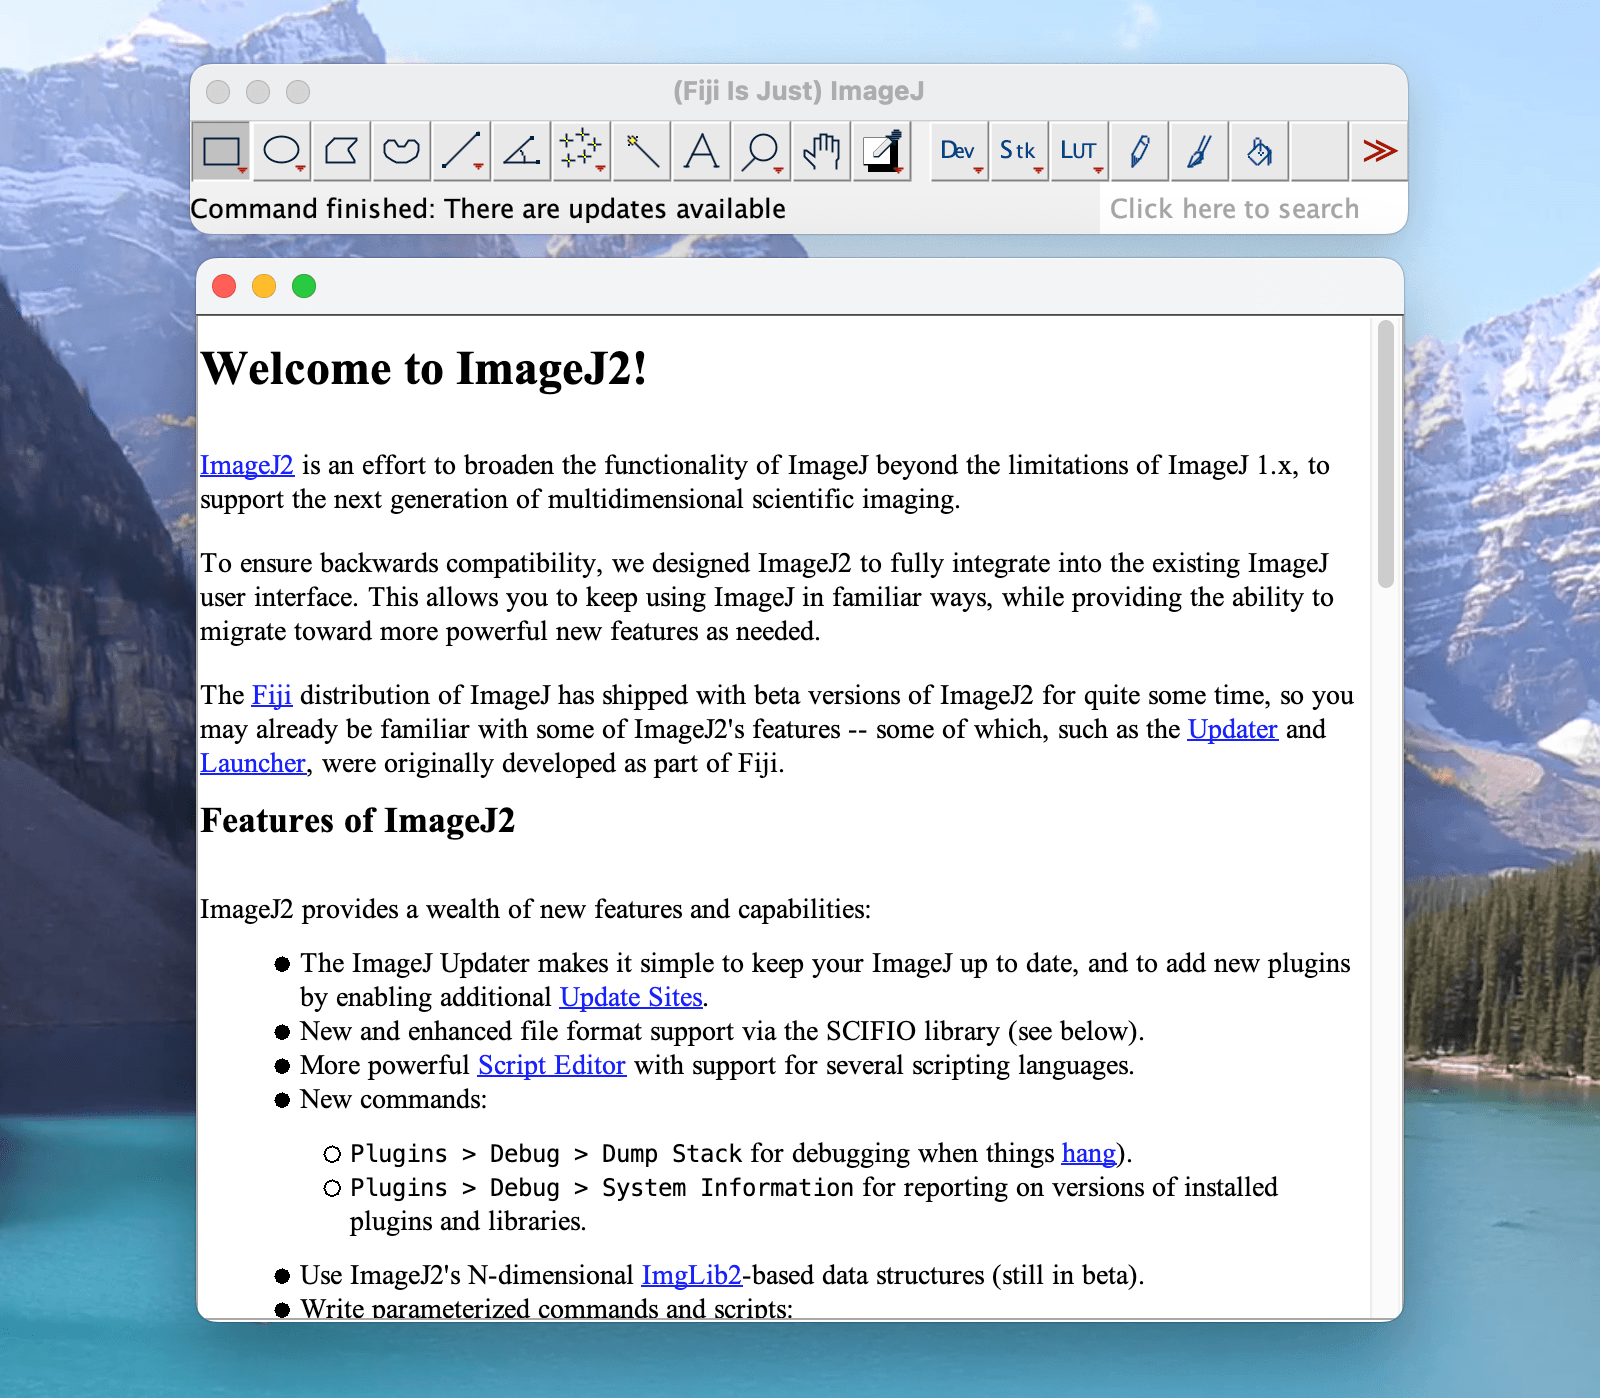 (Fiji Is Just) ImageJ
Dev Stk LUT
Command finished: There are updates available
Click here to search
Welcome to ImageJ2!
ImageJ2 is an effort to broaden the functionality of ImageJ beyond the limitations of ImageJ 1.x, to
support the next generation of multidimensional scientific imaging.
To ensure backwards compatibility, we designed ImageJ2 to fully integrate into the existing ImageJ
user interface. This allows you to keep using ImageJ in familiar ways, while providing the ability to
migrate toward more powerful new features as needed.
The Fiji distribution of ImageJ has shipped with beta versions of ImageJ2 for quite some time, so you
may already be familiar with some of ImageJ2's features -- some of which, such as the Updater and
Launcher, were originally developed as part of Fiji.
Features of ImageJ2
ImageJ2 provides a wealth of new features and capabilities:
The ImageJ Updater makes it simple to keep your ImageJ up to date, and to add new plugins
by enabling additional Update Sites.
New and enhanced file format support via the SCIFIO library (see below).
More powerful Script Editor with support for several scripting languages.
New commands:
Plugins > Debug > Dump Stack for debugging when things hang).
Plugins > Debug > System Information for reporting on versions of installed
plugins and libraries.
Use ImageJ2's N-dimensional ImgLib2-based data structures (still in beta).
Write parameterized commands and scripts: